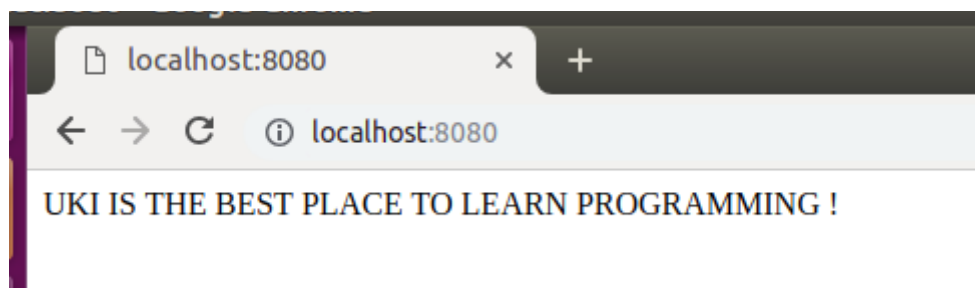 localhost:8080
localhost:8080
UKI IS THE BEST PLACE TO LEARN PROGRAMMING !